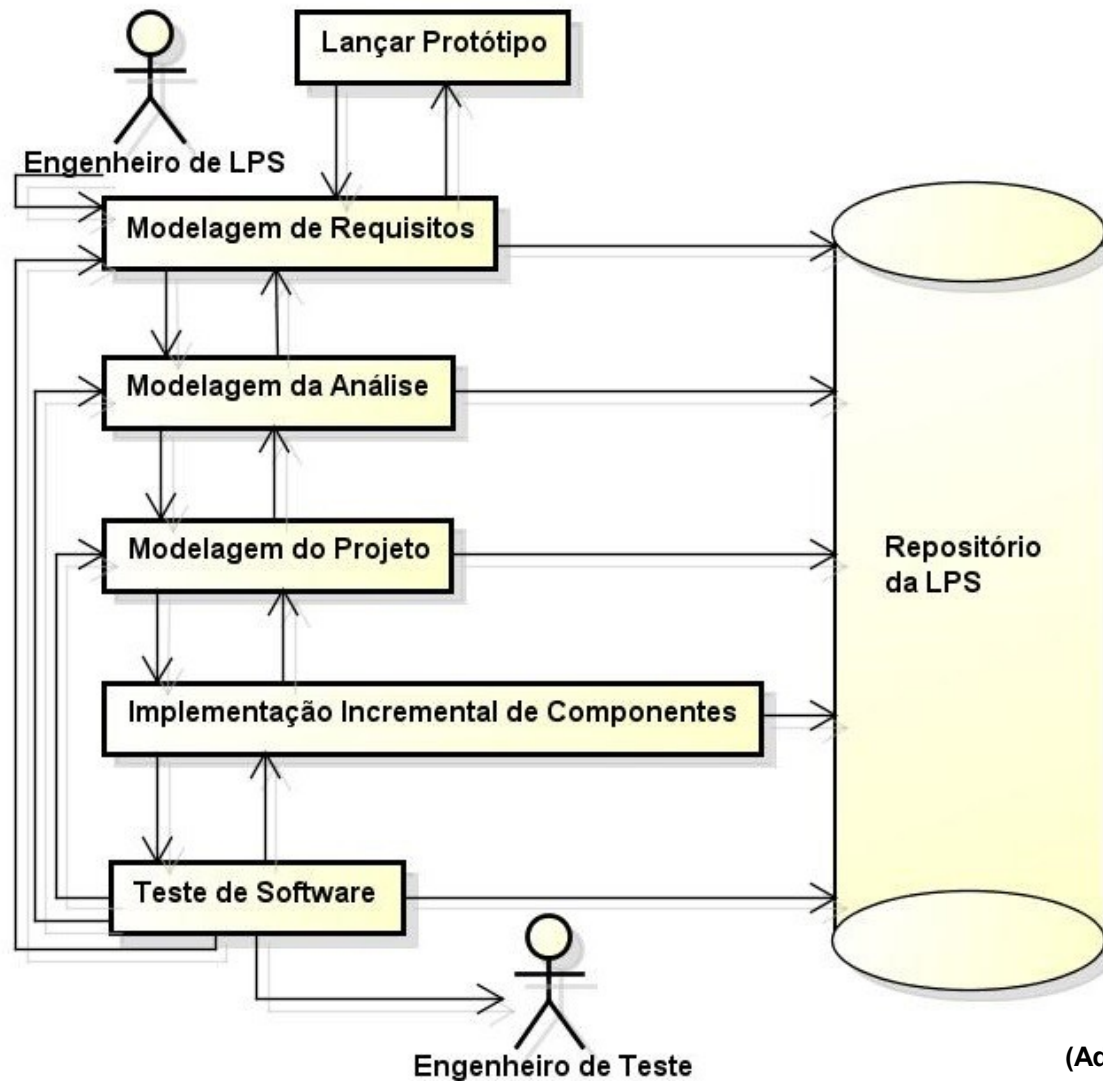 Lançar Protótipo
Engenheiro de LPS
Modelagem de Requisitos
Modelagem da Análise
Modelagem do Projeto
Repositório
da LPS
Implementação Incremental de Componentes
Teste de Software
Engenheiro de Teste